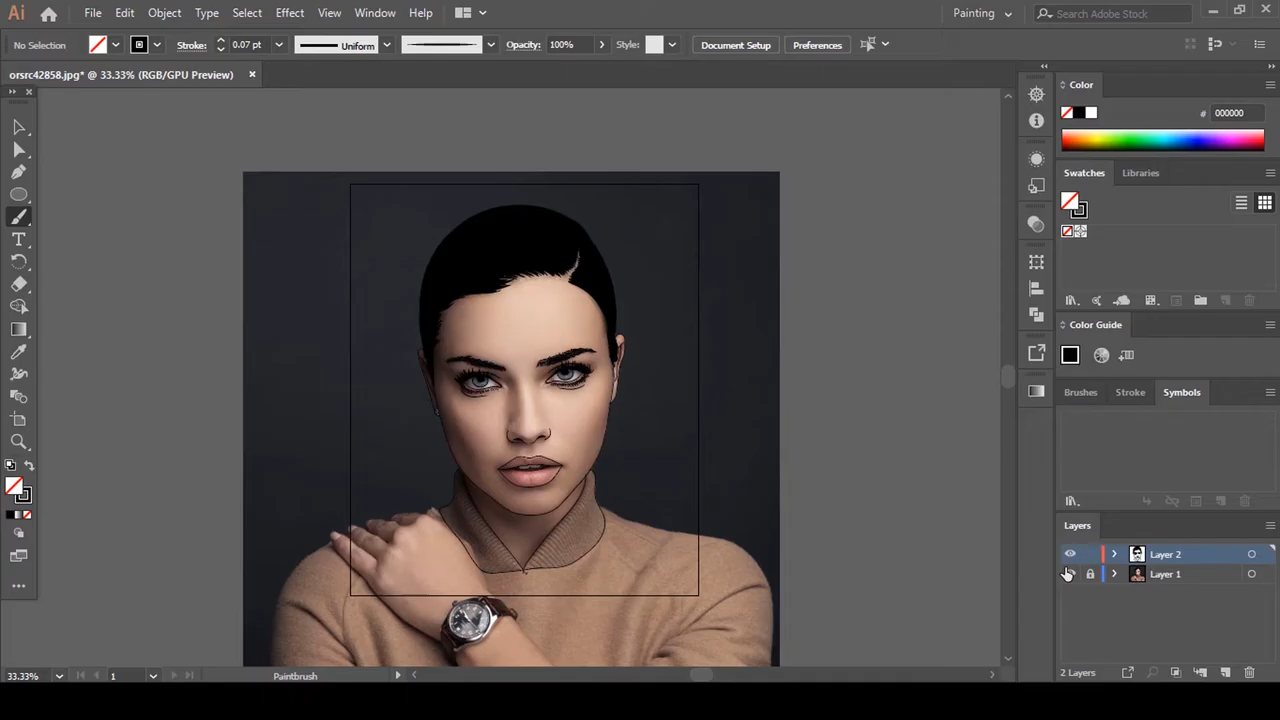 Ai File Edit Object Type Select Effect View Window Help Painting Search Adobe Stock
No Selection Stroke: 0.07 pt Uniform Opacity: 100% Style: Document Setup Preferences
orsrc42858.jpg* @ 33.33% (RGB/GPU Preview) ×
Color
# 000000
Swatches Libraries
Color Guide
Brushes Stroke Symbols
Layers
Layer 2
Layer 1
2 Layers
33.33% 1 Paintbrush